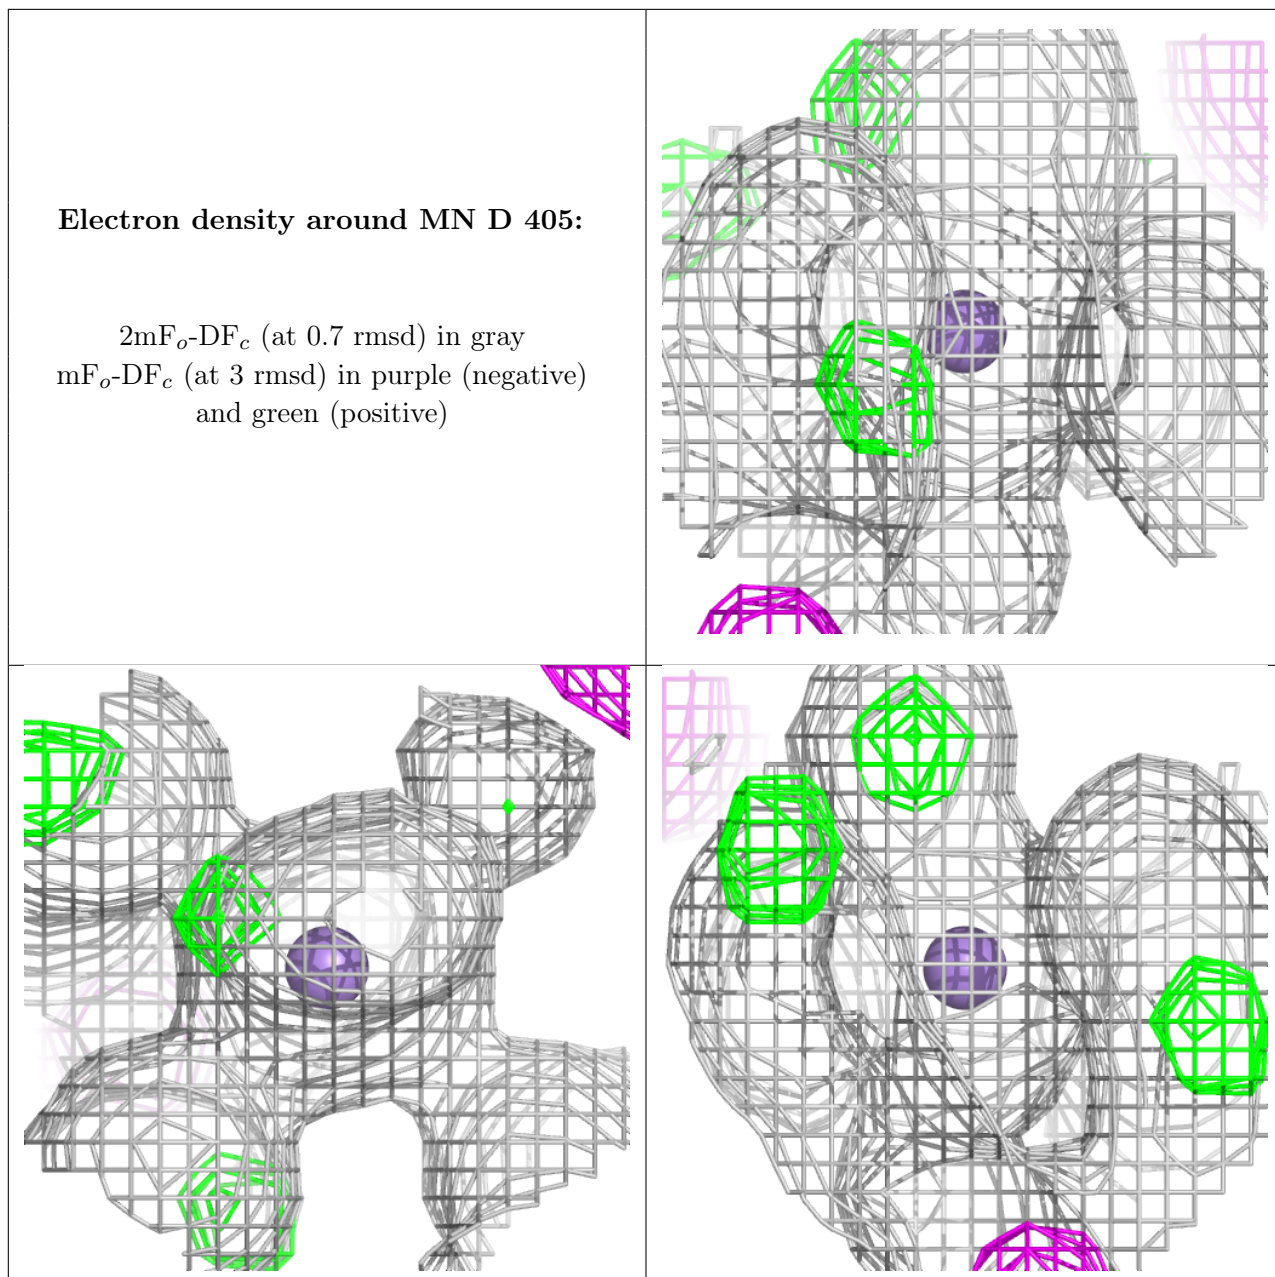 Electron density around MN D 405:
2mFo-DFc (at 0.7 rmsd) in gray
mFo-DFc (at 3 rmsd) in purple (negative)
and green (positive)